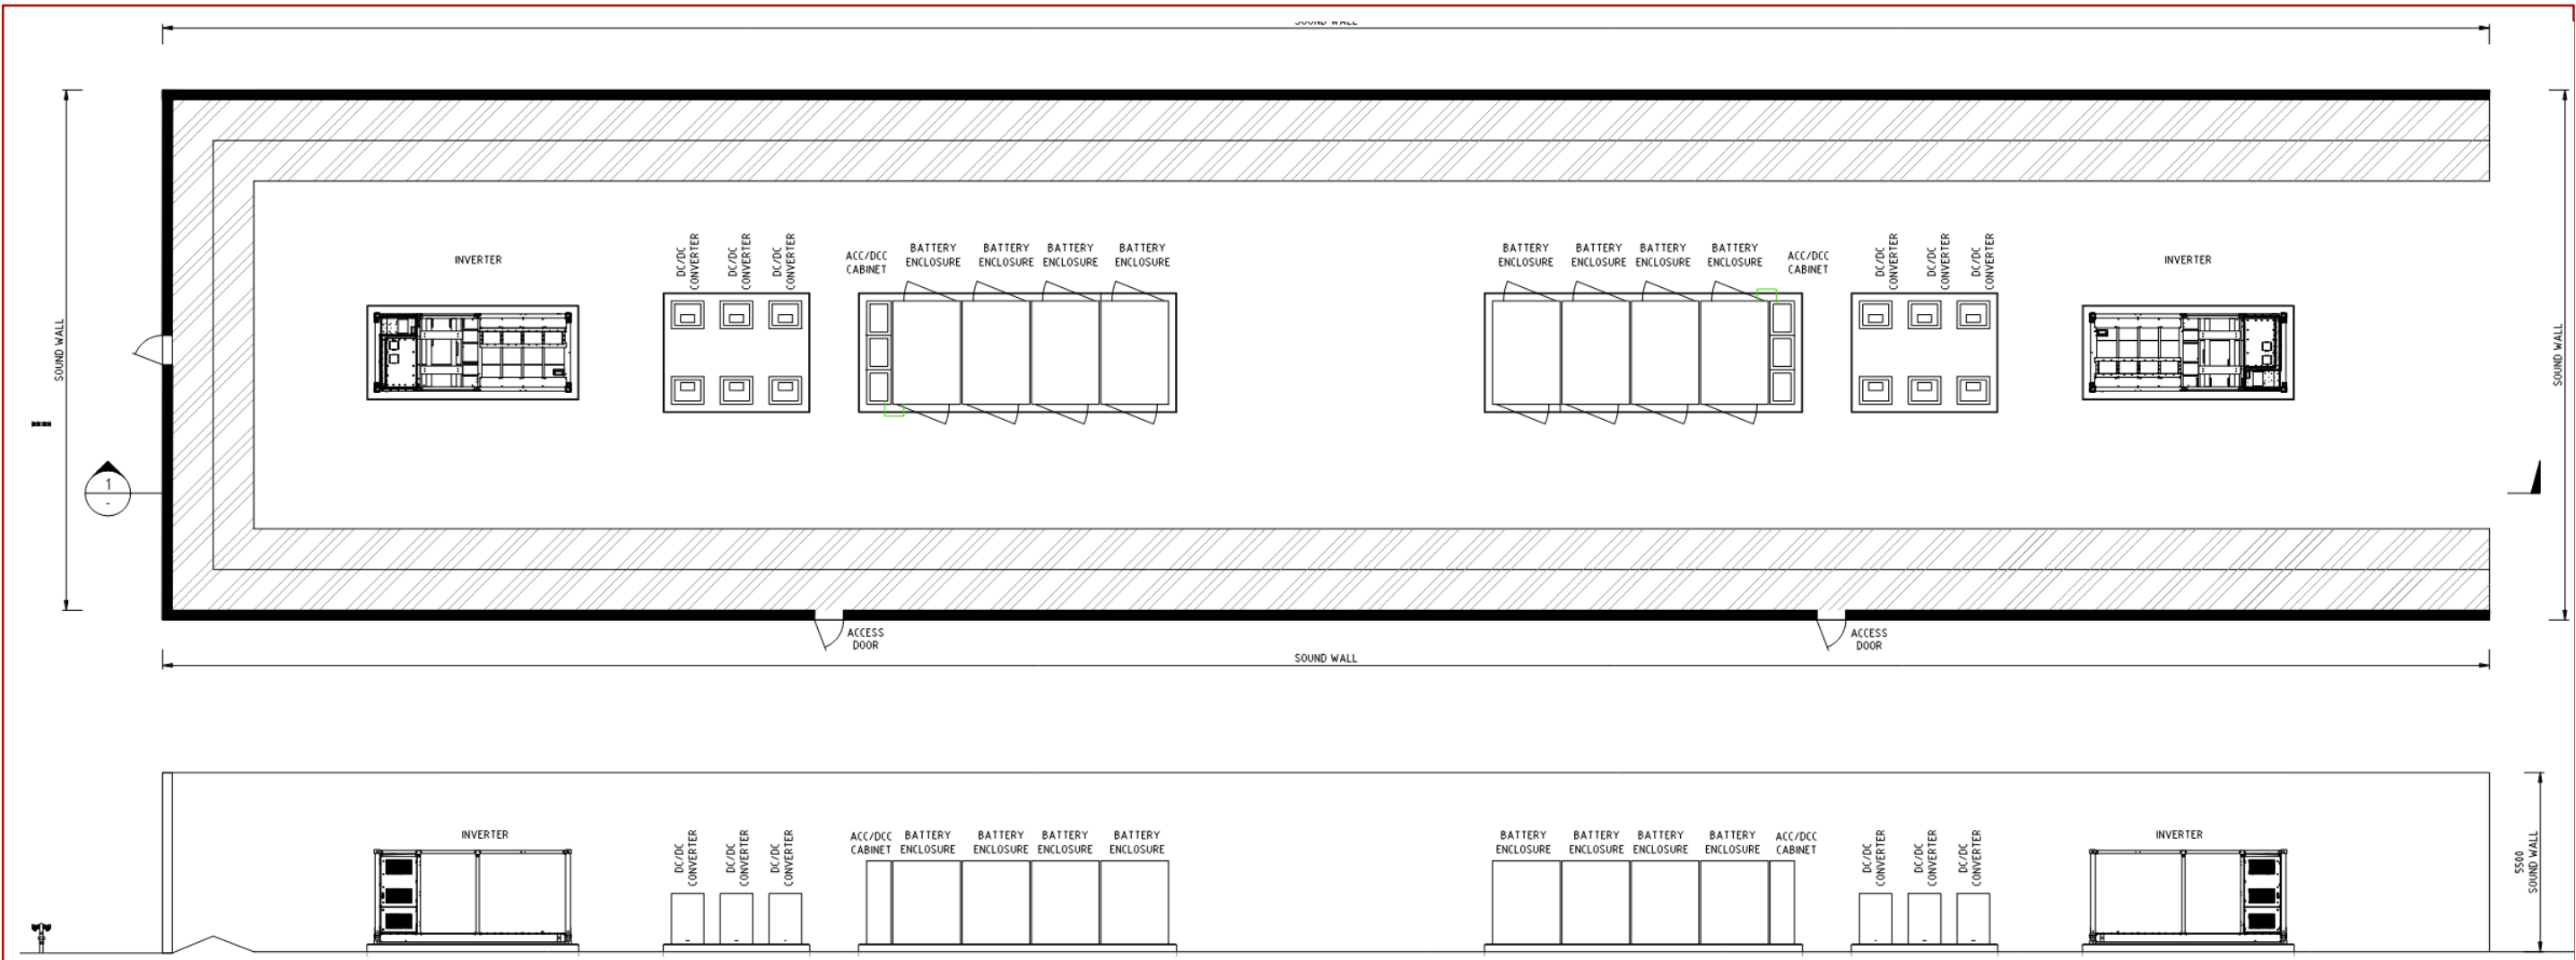 SOUND WALL
INVERTER
DC/DC
CONVERTER
DC/DC
CONVERTER
DC/DC
CONVERTER
ACC/DCC
CABINET
BATTERY
ENCLOSURE
BATTERY
ENCLOSURE
BATTERY
ENCLOSURE
BATTERY
ENCLOSURE
BATTERY
ENCLOSURE
BATTERY
ENCLOSURE
BATTERY
ENCLOSURE
BATTERY
ENCLOSURE
ACC/DCC
CABINET
DC/DC
CONVERTER
DC/DC
CONVERTER
DC/DC
CONVERTER
INVERTER
SOUND WALL
SOUND WALL
1
-
ACCESS
DOOR
ACCESS
DOOR
SOUND WALL
INVERTER
DC/DC
CONVERTER
DC/DC
CONVERTER
DC/DC
CONVERTER
ACC/DCC
CABINET
BATTERY
ENCLOSURE
BATTERY
ENCLOSURE
BATTERY
ENCLOSURE
BATTERY
ENCLOSURE
BATTERY
ENCLOSURE
BATTERY
ENCLOSURE
BATTERY
ENCLOSURE
BATTERY
ENCLOSURE
ACC/DCC
CABINET
DC/DC
CONVERTER
DC/DC
CONVERTER
DC/DC
CONVERTER
INVERTER
5500
SOUND WALL